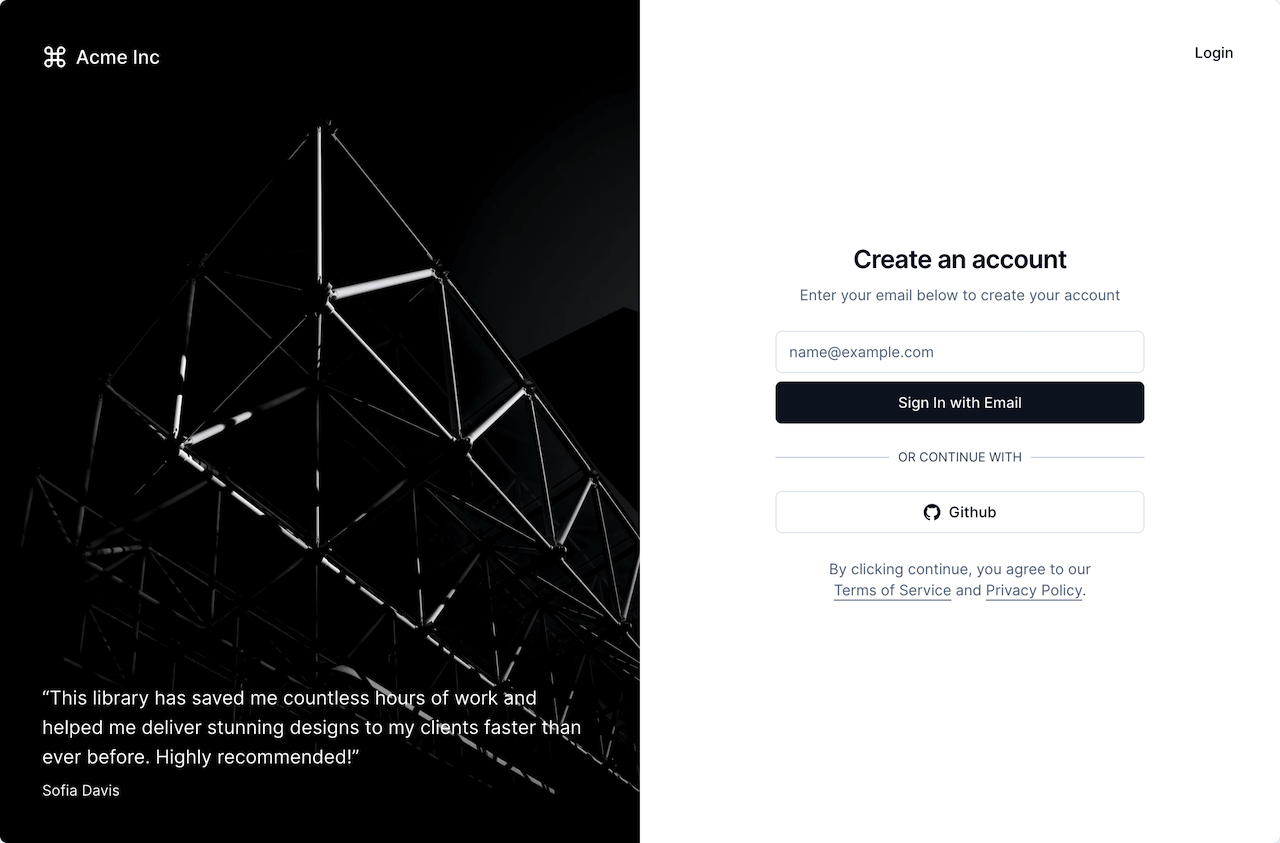 Acme Inc
Login
Create an account
Enter your email below to create your account
name@example.com
Sign In with Email
OR CONTINUE WITH
Github
By clicking continue, you agree to our
Terms of Service and Privacy Policy.
“This library has saved me countless hours of work and
helped me deliver stunning designs to my clients faster than
ever before. Highly recommended!”
Sofia Davis